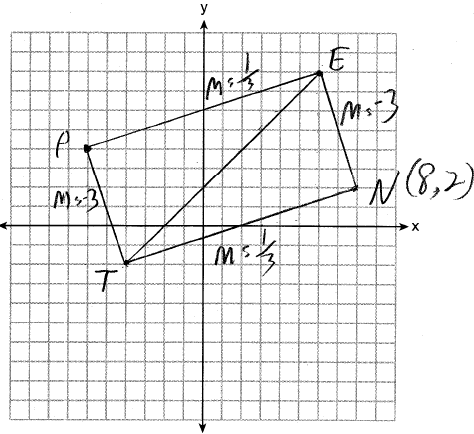 y
E
m = 1/3
m = -3
P
N (8,2)
m = -3
x
m = 1/3
T